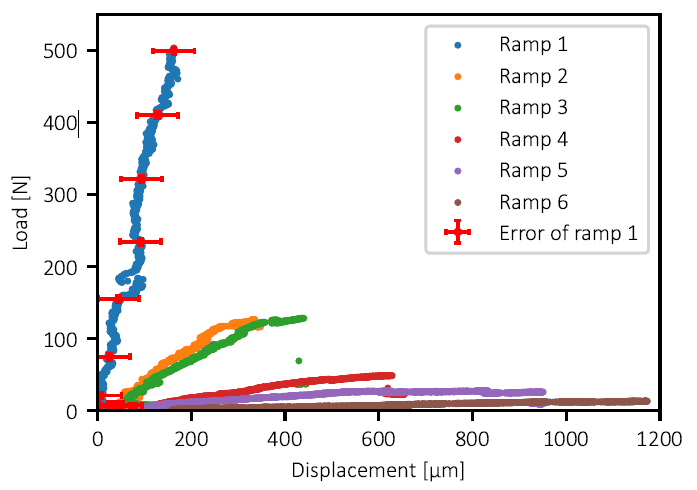 500
400
300
200
100
0
Load [N]
0
200
400
600
800
1000
1200
Displacement [µm]
Ramp 1
Ramp 2
Ramp 3
Ramp 4
Ramp 5
Ramp 6
Error of ramp 1